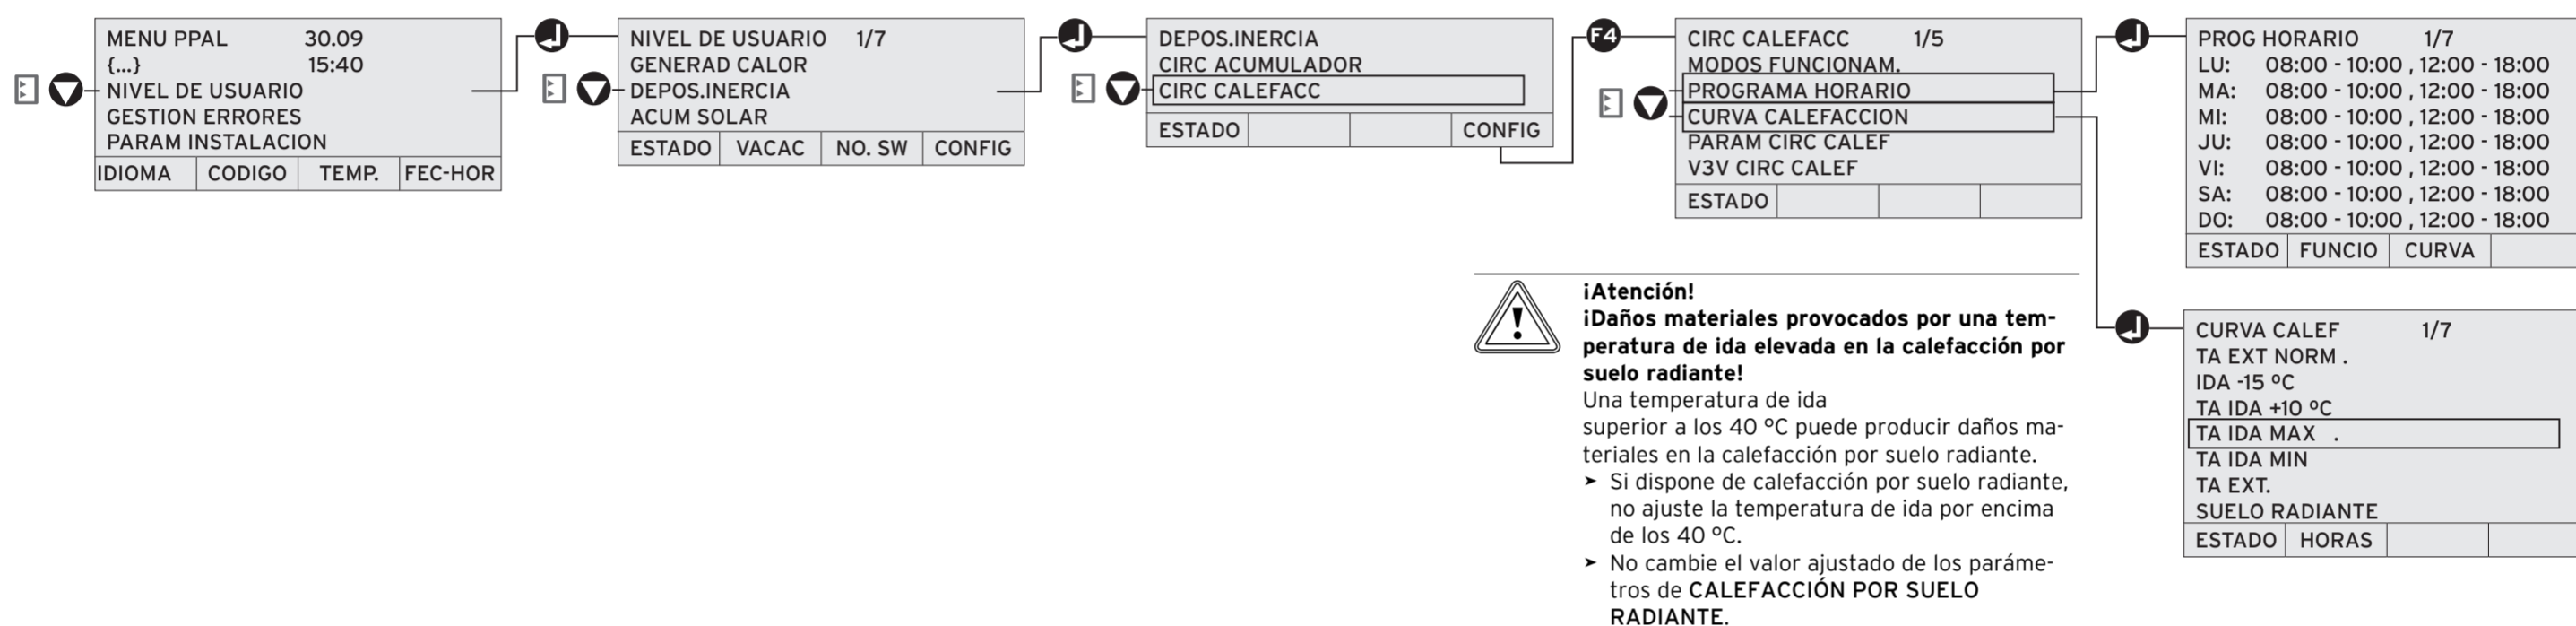 MENU PPAL 30.09
{...} 15:40
NIVEL DE USUARIO
GESTION ERRORES
PARAM INSTALACION
IDIOMA CODIGO TEMP. FEC-HOR
NIVEL DE USUARIO 1/7
GENERAD CALOR
DEPOS.INERCIA
ACUM SOLAR
ESTADO VACAC NO. SW CONFIG
DEPOS.INERCIA
CIRC ACUMULADOR
CIRC CALEFACC
ESTADO CONFIG
F4
CIRC CALEFACC 1/5
MODOS FUNCIONAM.
PROGRAMA HORARIO
CURVA CALEFACCION
PARAM CIRC CALEF
V3V CIRC CALEF
ESTADO
PROG HORARIO 1/7
LU: 08:00 - 10:00 , 12:00 - 18:00
MA: 08:00 - 10:00 , 12:00 - 18:00
MI: 08:00 - 10:00 , 12:00 - 18:00
JU: 08:00 - 10:00 , 12:00 - 18:00
VI: 08:00 - 10:00 , 12:00 - 18:00
SA: 08:00 - 10:00 , 12:00 - 18:00
DO: 08:00 - 10:00 , 12:00 - 18:00
ESTADO FUNCIO CURVA
¡Atención!
¡Daños materiales provocados por una tem-
peratura de ida elevada en la calefacción por
suelo radiante!
Una temperatura de ida
superior a los 40 ºC puede producir daños ma-
teriales en la calefacción por suelo radiante.
➤ Si dispone de calefacción por suelo radiante,
no ajuste la temperatura de ida por encima
de los 40 ºC.
➤ No cambie el valor ajustado de los paráme-
tros de CALEFACCIÓN POR SUELO
RADIANTE.
CURVA CALEF 1/7
TA EXT NORM .
IDA -15 ºC
TA IDA +10 ºC
TA IDA MAX .
TA IDA MIN
TA EXT.
SUELO RADIANTE
ESTADO HORAS